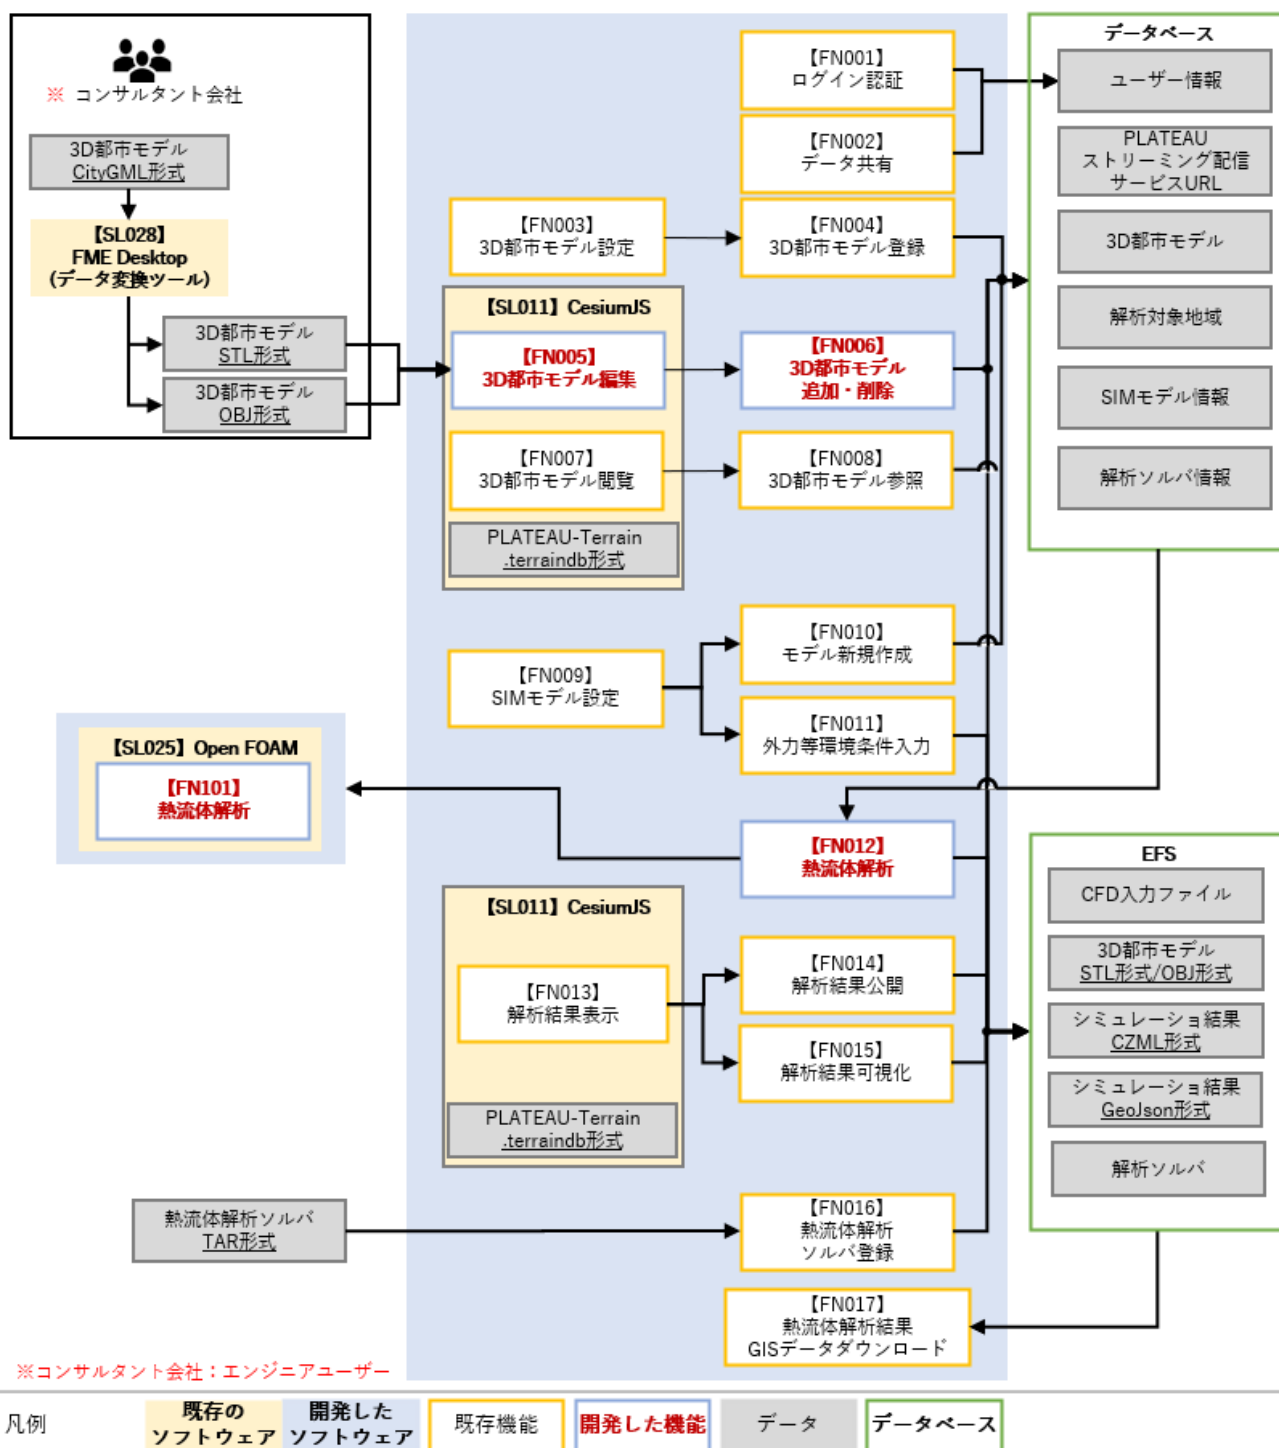 ※ コンサルタント会社
3D都市モデル
CityGML形式
【SL028】
FME Desktop
(データ変換ツール)
3D都市モデル
STL形式
3D都市モデル
OBJ形式
【FN001】
ログイン認証
【FN002】
データ共有
【FN003】
3D都市モデル設定
【FN004】
3D都市モデル登録
【SL011】CesiumJS
【FN005】
3D都市モデル編集
【FN006】
3D都市モデル
追加・削除
【FN007】
3D都市モデル閲覧
【FN008】
3D都市モデル参照
PLATEAU-Terrain
.terraindb形式
【FN009】
SIMモデル設定
【FN010】
モデル新規作成
【FN011】
外力等環境条件入力
【SL025】Open FOAM
【FN101】
熱流体解析
【FN012】
熱流体解析
【SL011】CesiumJS
【FN013】
解析結果表示
【FN014】
解析結果公開
【FN015】
解析結果可視化
PLATEAU-Terrain
.terraindb形式
熱流体解析ソルバ
TAR形式
【FN016】
熱流体解析
ソルバ登録
【FN017】
熱流体解析結果
GISデータダウンロード
データベース
ユーザー情報
PLATEAU
ストリーミング配信
サービスURL
3D都市モデル
解析対象地域
SIMモデル情報
解析ソルバ情報
EFS
CFD入力ファイル
3D都市モデル
STL形式/OBJ形式
シミュレーショ結果
CZML形式
シミュレーショ結果
GeoJson形式
解析ソルバ
※コンサルタント会社：エンジニアユーザー
凡例
既存の
ソフトウェア
開発した
ソフトウェア
既存機能
開発した機能
データ
データベース